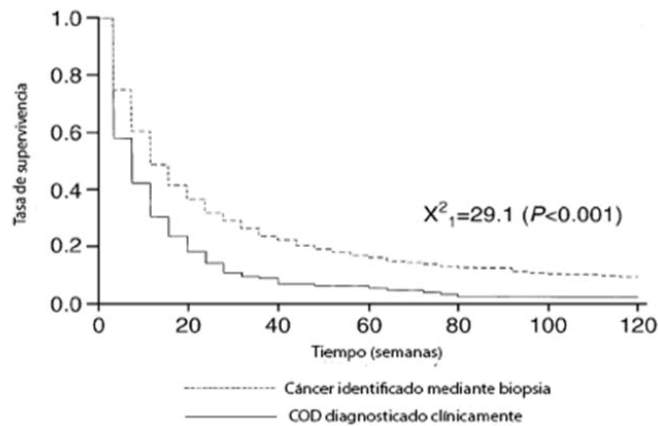 1.0
0.8
0.6
0.4
0.2
0.0
Tasa de supervivencia
X²₁=29.1 (P<0.001)
0 20 40 60 80 100 120
Tiempo (semanas)
Cáncer identificado mediante biopsia
COD diagnosticado clínicamente